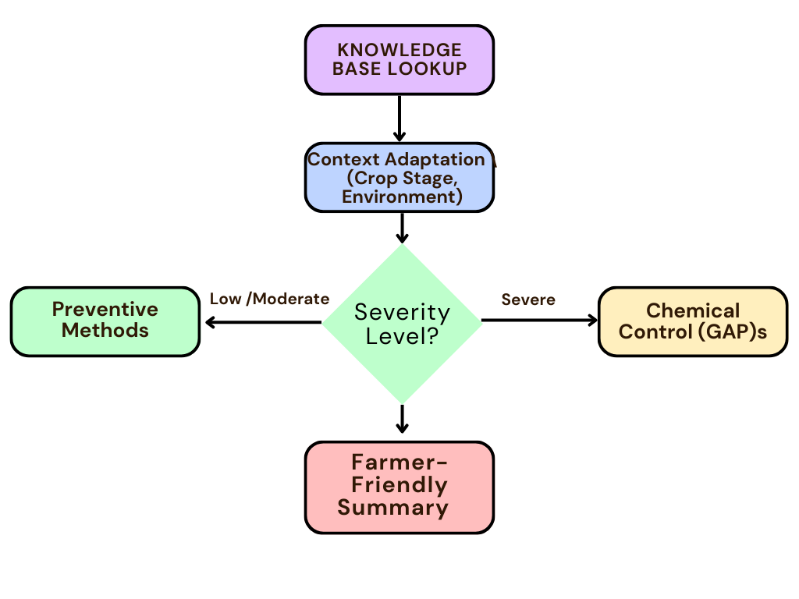 KNOWLEDGE
BASE LOOKUP
Context Adaptation
(Crop Stage,
Environment)
Low /Moderate
Severe
Preventive
Methods
Severity
Level?
Chemical
Control (GAP)s
Farmer-
Friendly
Summary